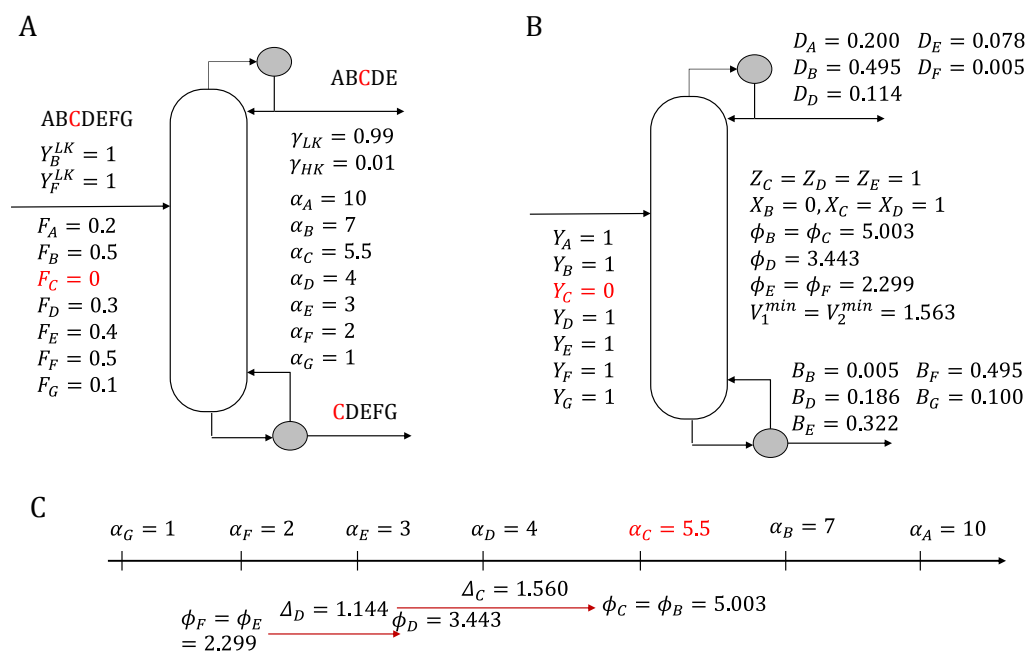 A
ABCDEFG
Y_B^{LK} = 1
Y_F^{LK} = 1
F_A = 0.2
F_B = 0.5
F_C = 0
F_D = 0.3
F_E = 0.4
F_F = 0.5
F_G = 0.1
ABCDE
γ_{LK} = 0.99
γ_{HK} = 0.01
α_A = 10
α_B = 7
α_C = 5.5
α_D = 4
α_E = 3
α_F = 2
α_G = 1
CDEFG
B
D_A = 0.200 D_E = 0.078
D_B = 0.495 D_F = 0.005
D_D = 0.114
Y_A = 1
Y_B = 1
Y_C = 0
Y_D = 1
Y_E = 1
Y_F = 1
Y_G = 1
Z_C = Z_D = Z_E = 1
X_B = 0, X_C = X_D = 1
ϕ_B = ϕ_C = 5.003
ϕ_D = 3.443
ϕ_E = ϕ_F = 2.299
V_1^{min} = V_2^{min} = 1.563
B_B = 0.005 B_F = 0.495
B_D = 0.186 B_G = 0.100
B_E = 0.322
C
α_G = 1 α_F = 2 α_E = 3 α_D = 4 α_C = 5.5 α_B = 7 α_A = 10
ϕ_F = ϕ_E
= 2.299
Δ_D = 1.144
ϕ_D = 3.443
Δ_C = 1.560
ϕ_C = ϕ_B = 5.003